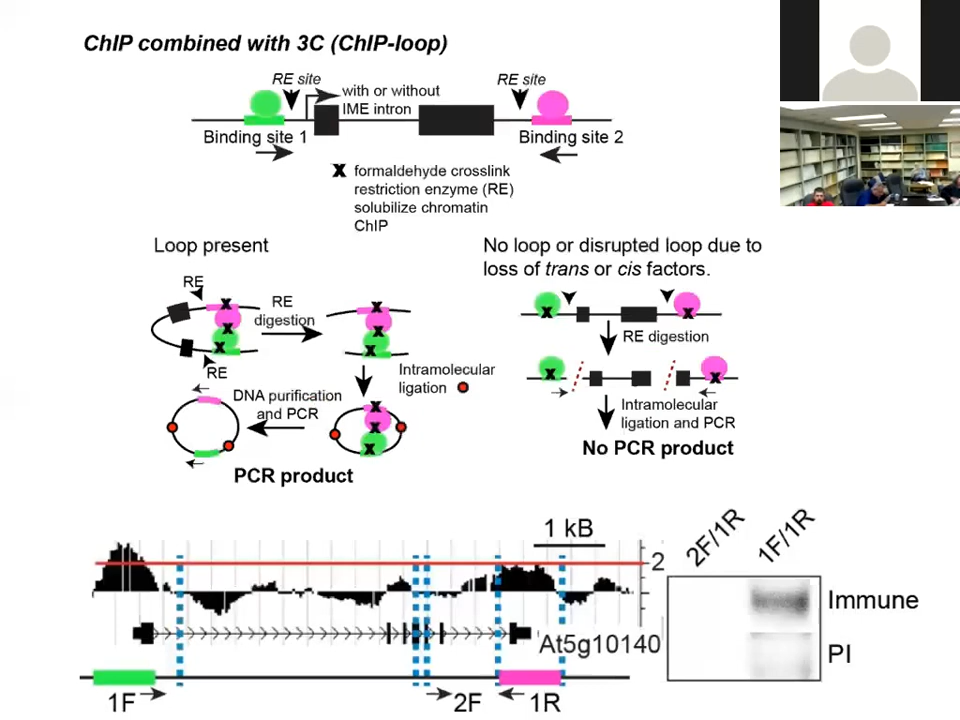 ChIP combined with 3C (ChIP-loop)
RE site
with or without
IME intron
RE site
Binding site 1
Binding site 2
X formaldehyde crosslink
restriction enzyme (RE)
solubilize chromatin
ChIP
Loop present
No loop or disrupted loop due to
loss of trans or cis factors.
RE
RE
digestion
RE
RE digestion
Intramolecular
ligation
DNA purification
and PCR
PCR product
Intramolecular
ligation and PCR
No PCR product
1 kB
2
At5g10140
1F
2F
1R
2F/1R
1F/1R
Immune
PI